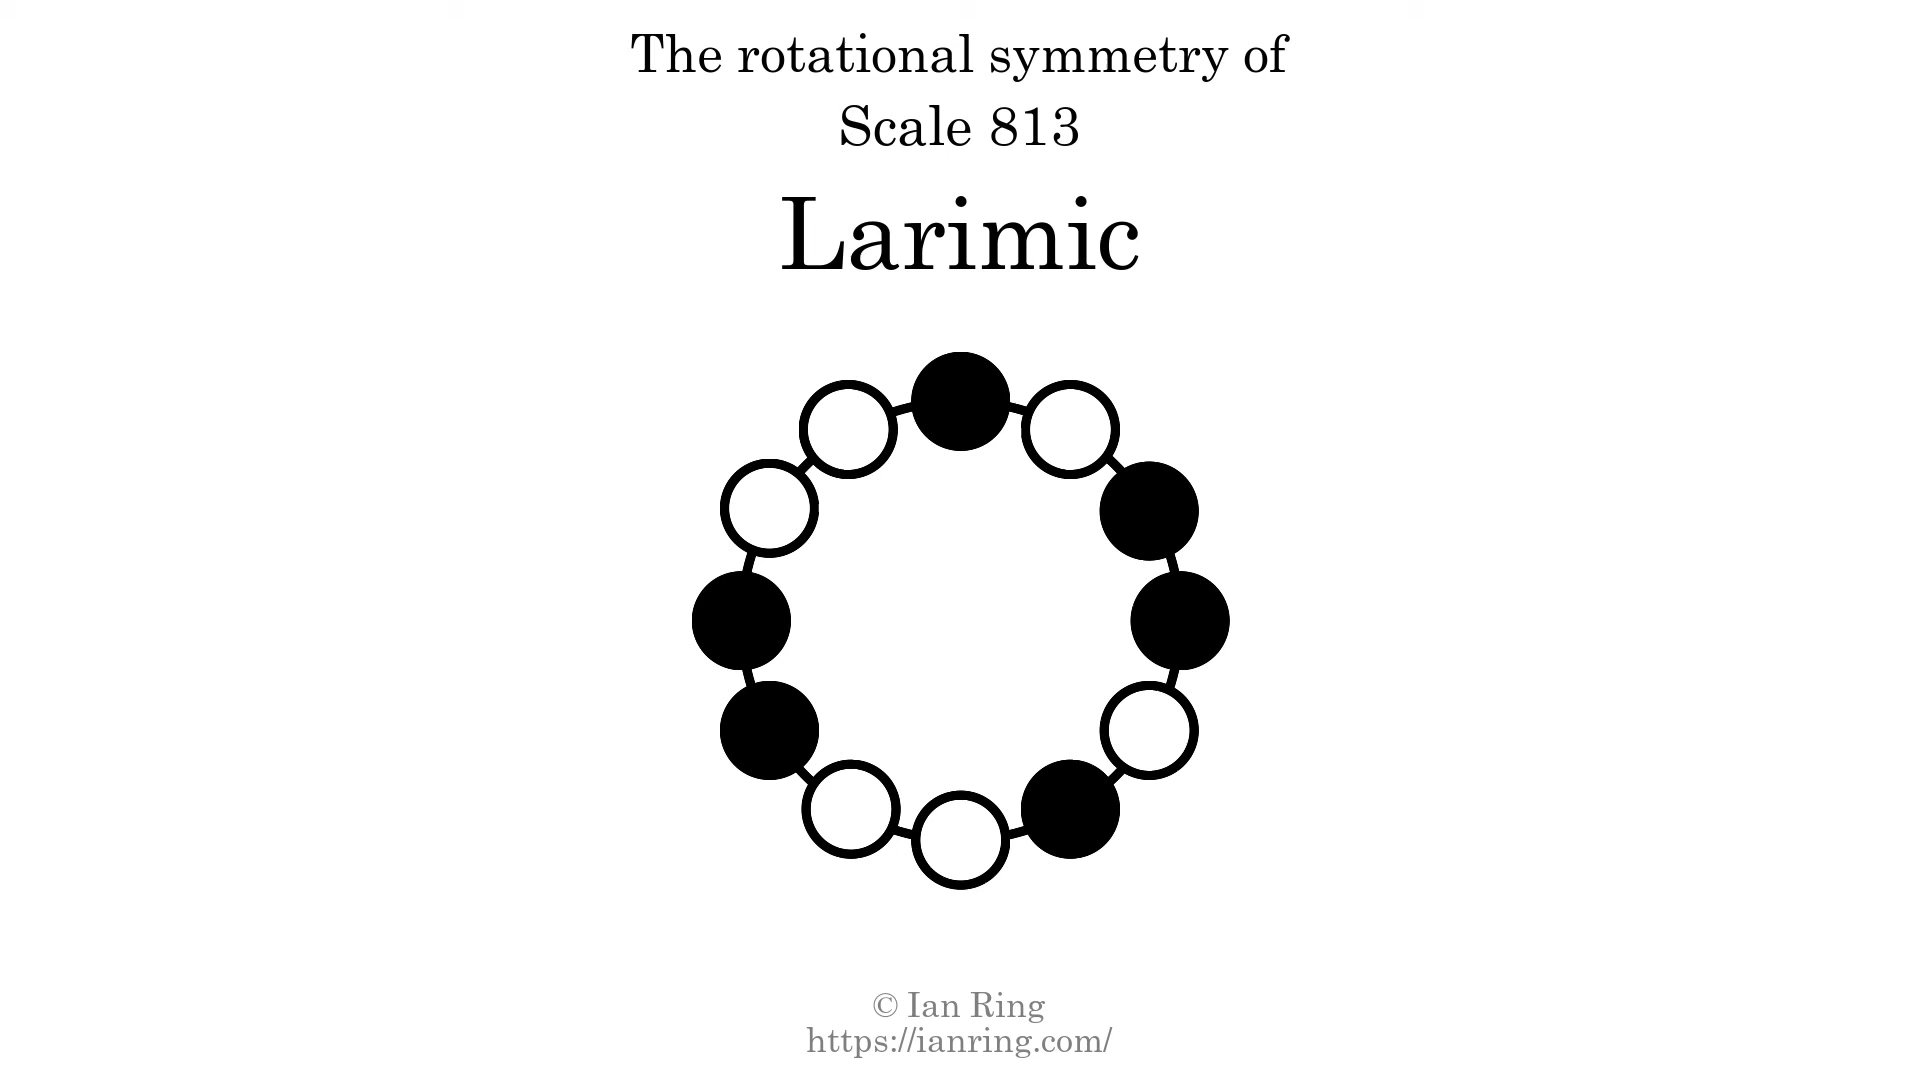 The rotational symmetry of
Scale 813
Larimic
© Ian Ring
https://ianring.com/